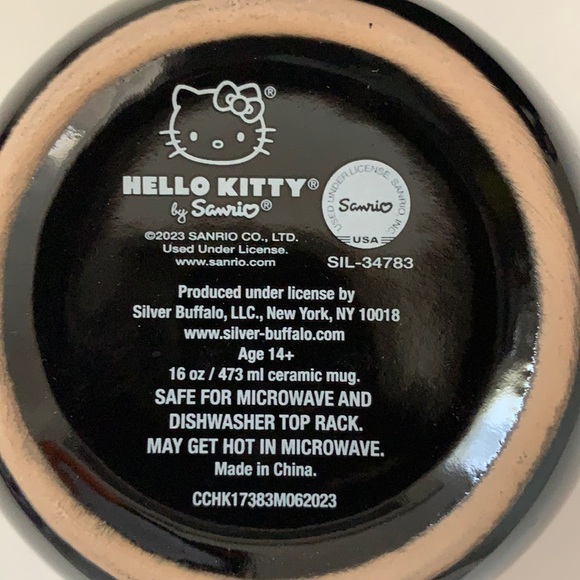 ®
HELLO KITTY®
by Sanrio®
USED UNDER LICENSE. SANRIO INC.
Sanrio
USA
©2023 SANRIO CO., LTD.
Used Under License.
www.sanrio.com
SIL-34783
Produced under license by
Silver Buffalo, LLC., New York, NY 10018
www.silver-buffalo.com
Age 14+
16 oz / 473 ml ceramic mug.
SAFE FOR MICROWAVE AND
DISHWASHER TOP RACK.
MAY GET HOT IN MICROWAVE.
Made in China.
CCHK17383M062023